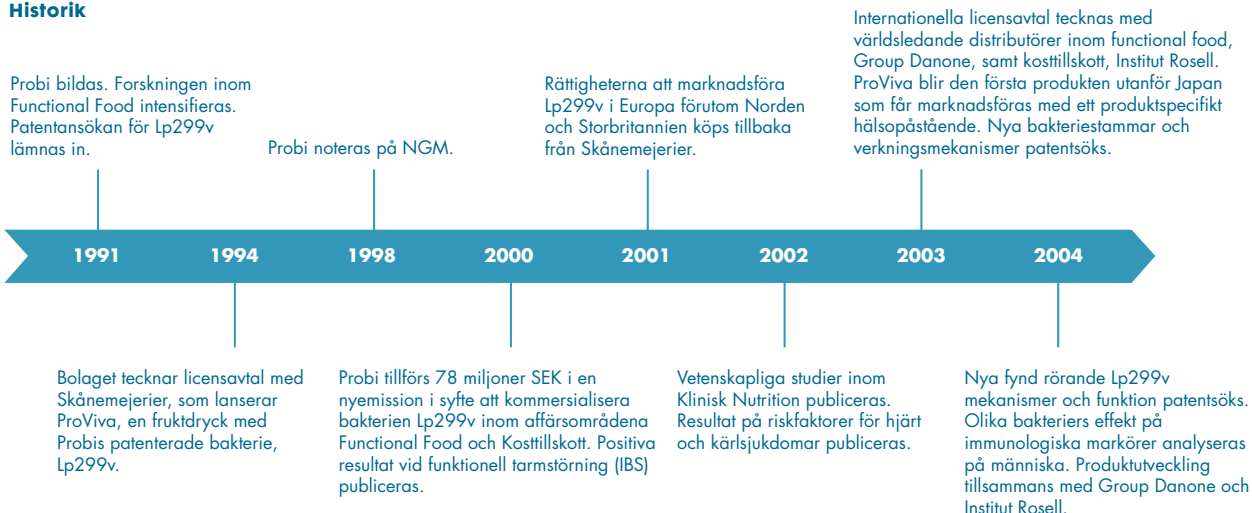 Historik
Probi bildas. Forskningen inom
Functional Food intensifieras.
Patentansökan för Lp299v
lämnas in.
Probi noteras på NGM.
Rättigheterna att marknadsföra
Lp299v i Europa förutom Norden
och Storbritannien köps tillbaka
från Skånemejerier.
Internationella licensavtal tecknas med
världsledande distributörer inom functional food,
Group Danone, samt kosttillskott, Institut Rosell.
ProViva blir den första produkten utanför Japan
som får marknadsföras med ett produktspecifikt
hälsopåstående. Nya bakteriestammar och
verkningsmekanismer patentsöks.
1991 1994 1998 2000 2001 2002 2003 2004
Bolaget tecknar licensavtal med
Skånemejerier, som lanserar
ProViva, en fruktdryck med
Probis patenterade bakterie,
Lp299v.
Probi tillförs 78 miljoner SEK i en
nyemission i syfte att kommersialisera
bakterien Lp299v inom affärsområdena
Functional Food och Kosttillskott. Positiva
resultat vid funktionell tarmstörning (IBS)
publiceras.
Vetenskapliga studier inom
Klinisk Nutrition publiceras.
Resultat på riskfaktorer för hjärt
och kärlsjukdomar publiceras.
Nya fynd rörande Lp299v
mekanismer och funktion patentsöks.
Olika bakteriers effekt på
immunologiska markörer analyseras
på människa. Produktutveckling
tillsammans med Group Danone och
Institut Rosell.